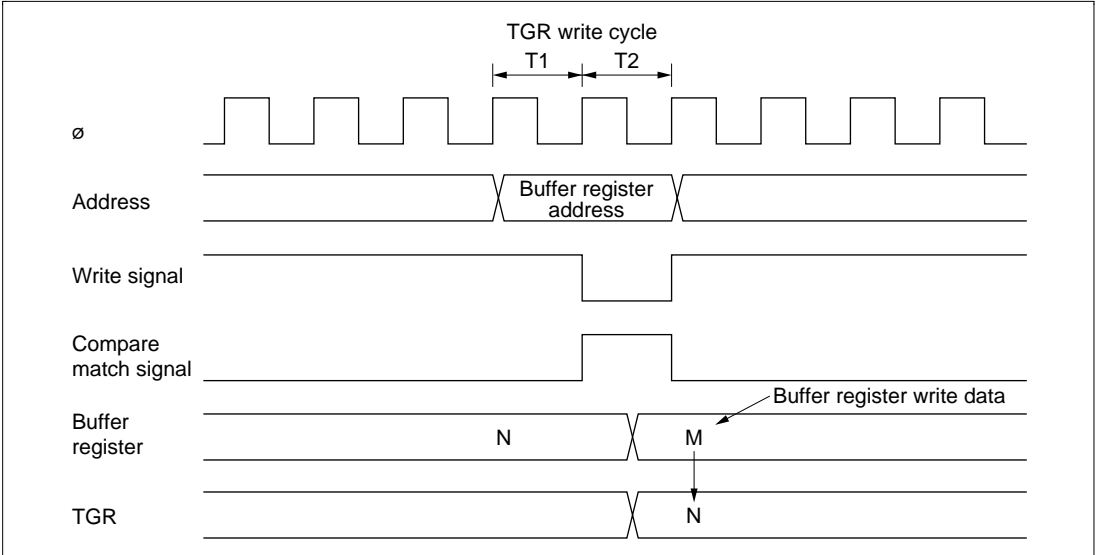 TGR write cycle
T1 T2
ø
Address
Buffer register
address
Write signal
Compare
match signal
Buffer register write data
Buffer
register
N M
TGR
N